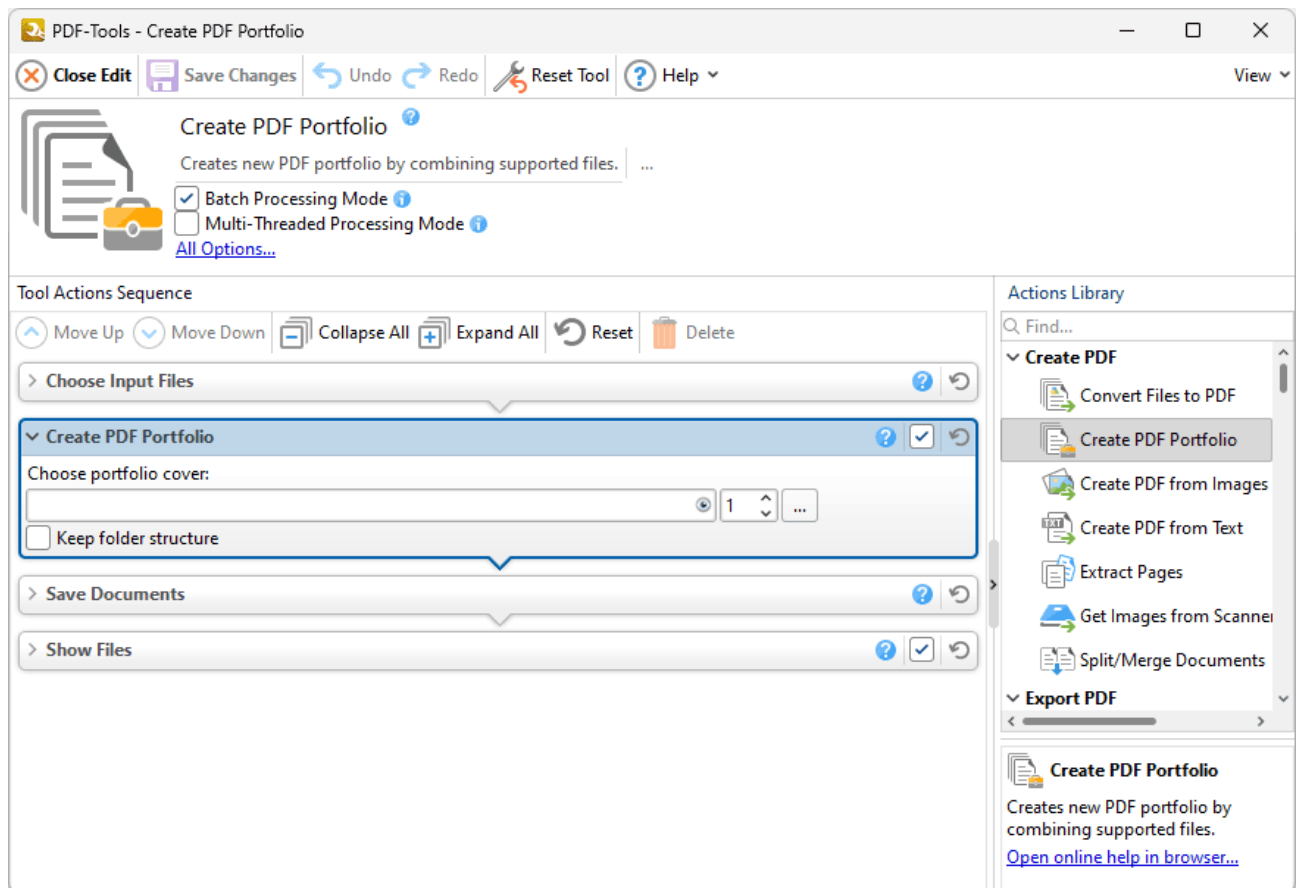 PDF-Tools - Create PDF Portfolio
Close Edit Save Changes Undo Redo Reset Tool Help View
Create PDF Portfolio
Creates new PDF portfolio by combining supported files. ...
Batch Processing Mode
Multi-Threaded Processing Mode
All Options...
Tool Actions Sequence
Move Up Move Down Collapse All Expand All Reset Delete
Choose Input Files
Create PDF Portfolio
Choose portfolio cover:
1 ...
Keep folder structure
Save Documents
Show Files
Actions Library
Find...
Create PDF
Convert Files to PDF
Create PDF Portfolio
Create PDF from Images
TXT Create PDF from Text
Extract Pages
Get Images from Scanner
Split/Merge Documents
Export PDF
Create PDF Portfolio
Creates new PDF portfolio by
combining supported files.
Open online help in browser...